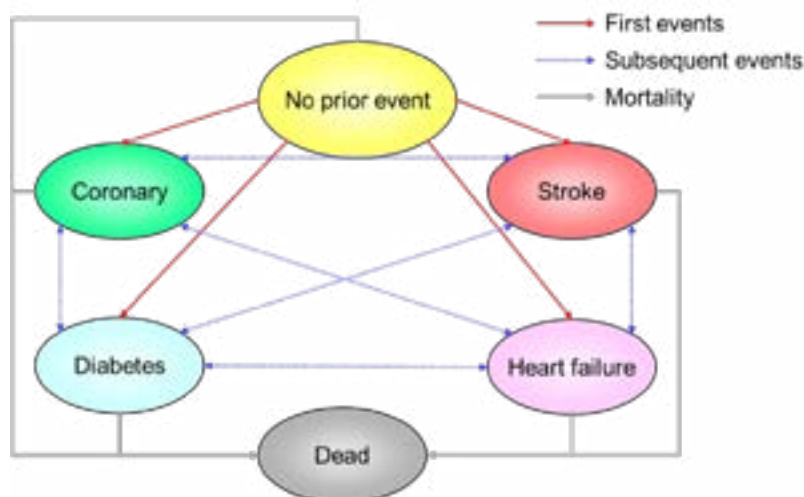 First events
Subsequent events
Mortality
No prior event
Coronary
Stroke
Diabetes
Heart failure
Dead